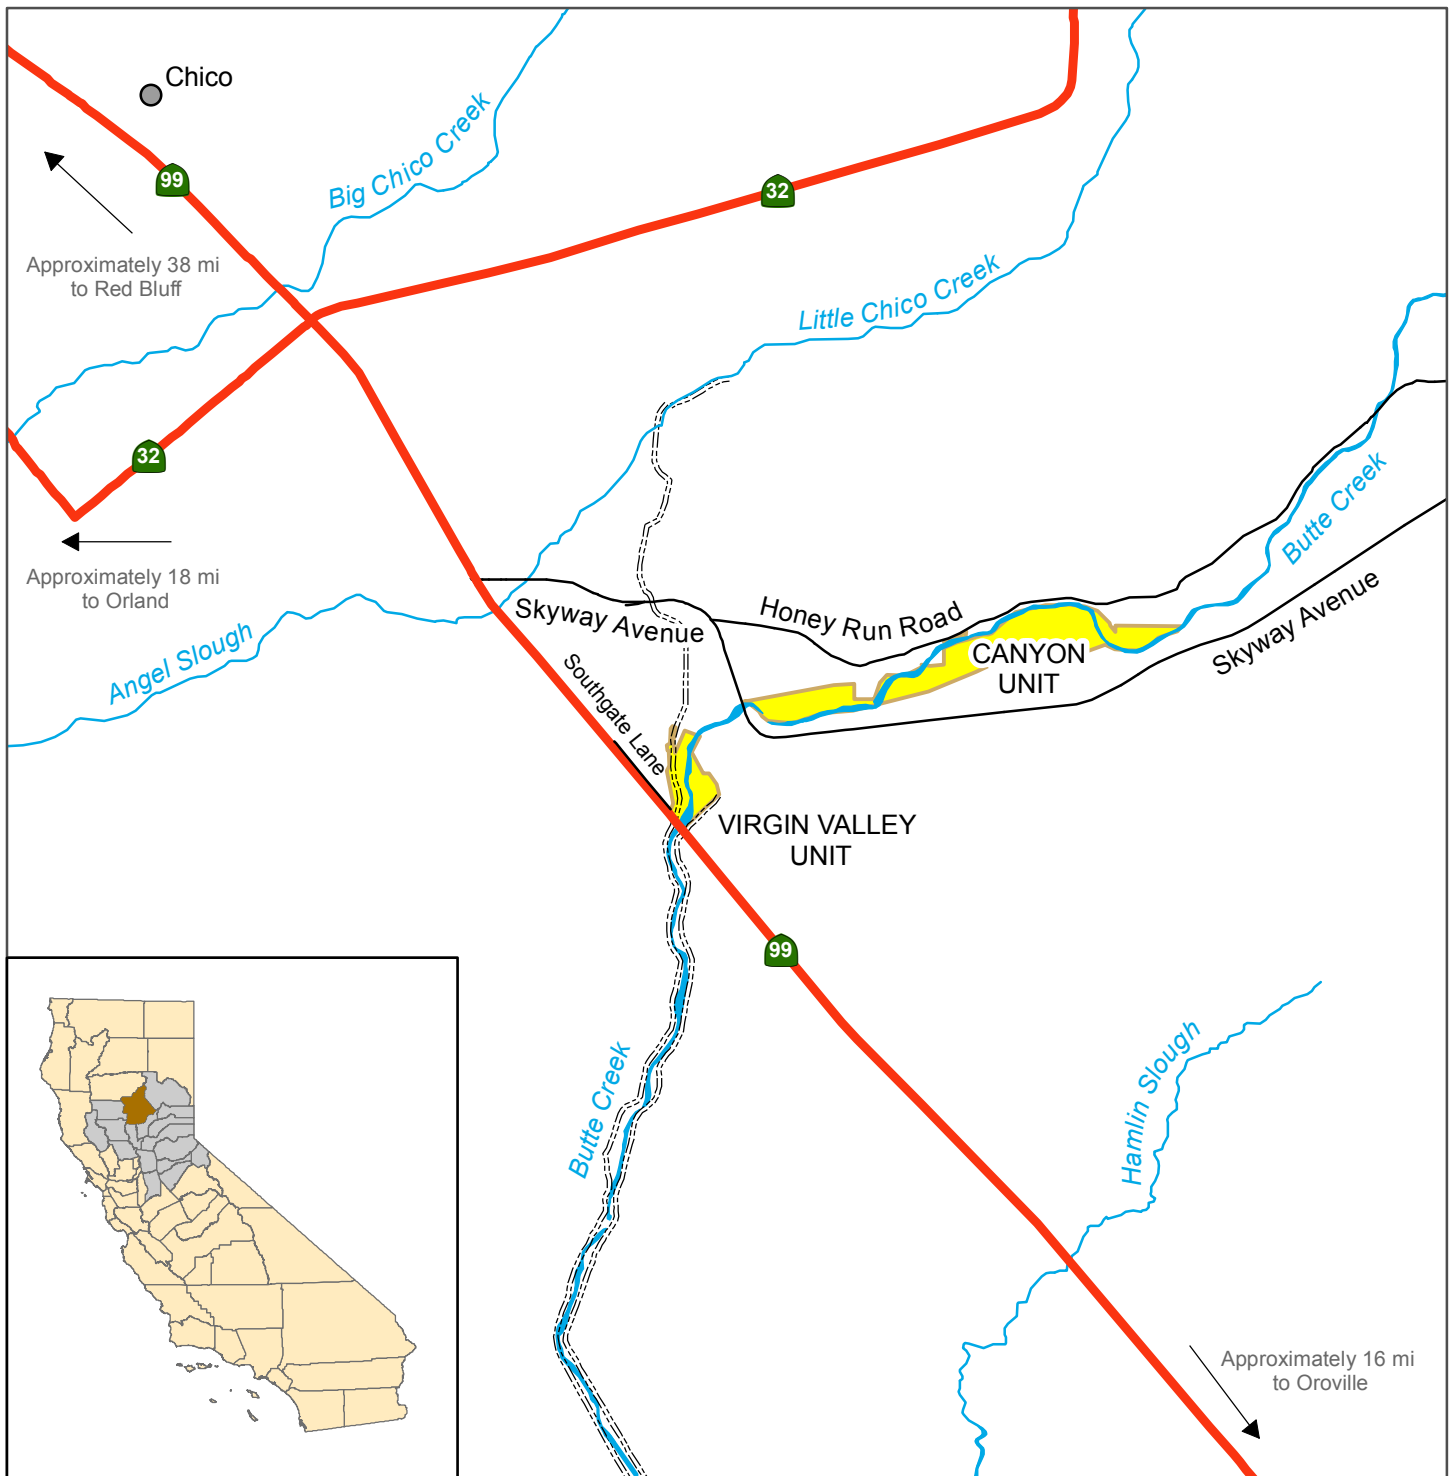 Chico
99
Big Chico Creek
32
Approximately 38 mi
to Red Bluff
Little Chico Creek
32
Butte Creek
Approximately 18 mi
to Orland
Skyway Avenue
Honey Run Road
Skyway Avenue
Angel Slough
CANYON
UNIT
Southgate Lane
VIRGIN VALLEY
UNIT
99
Butte Creek
Hamlin Slough
Approximately 16 mi
to Oroville